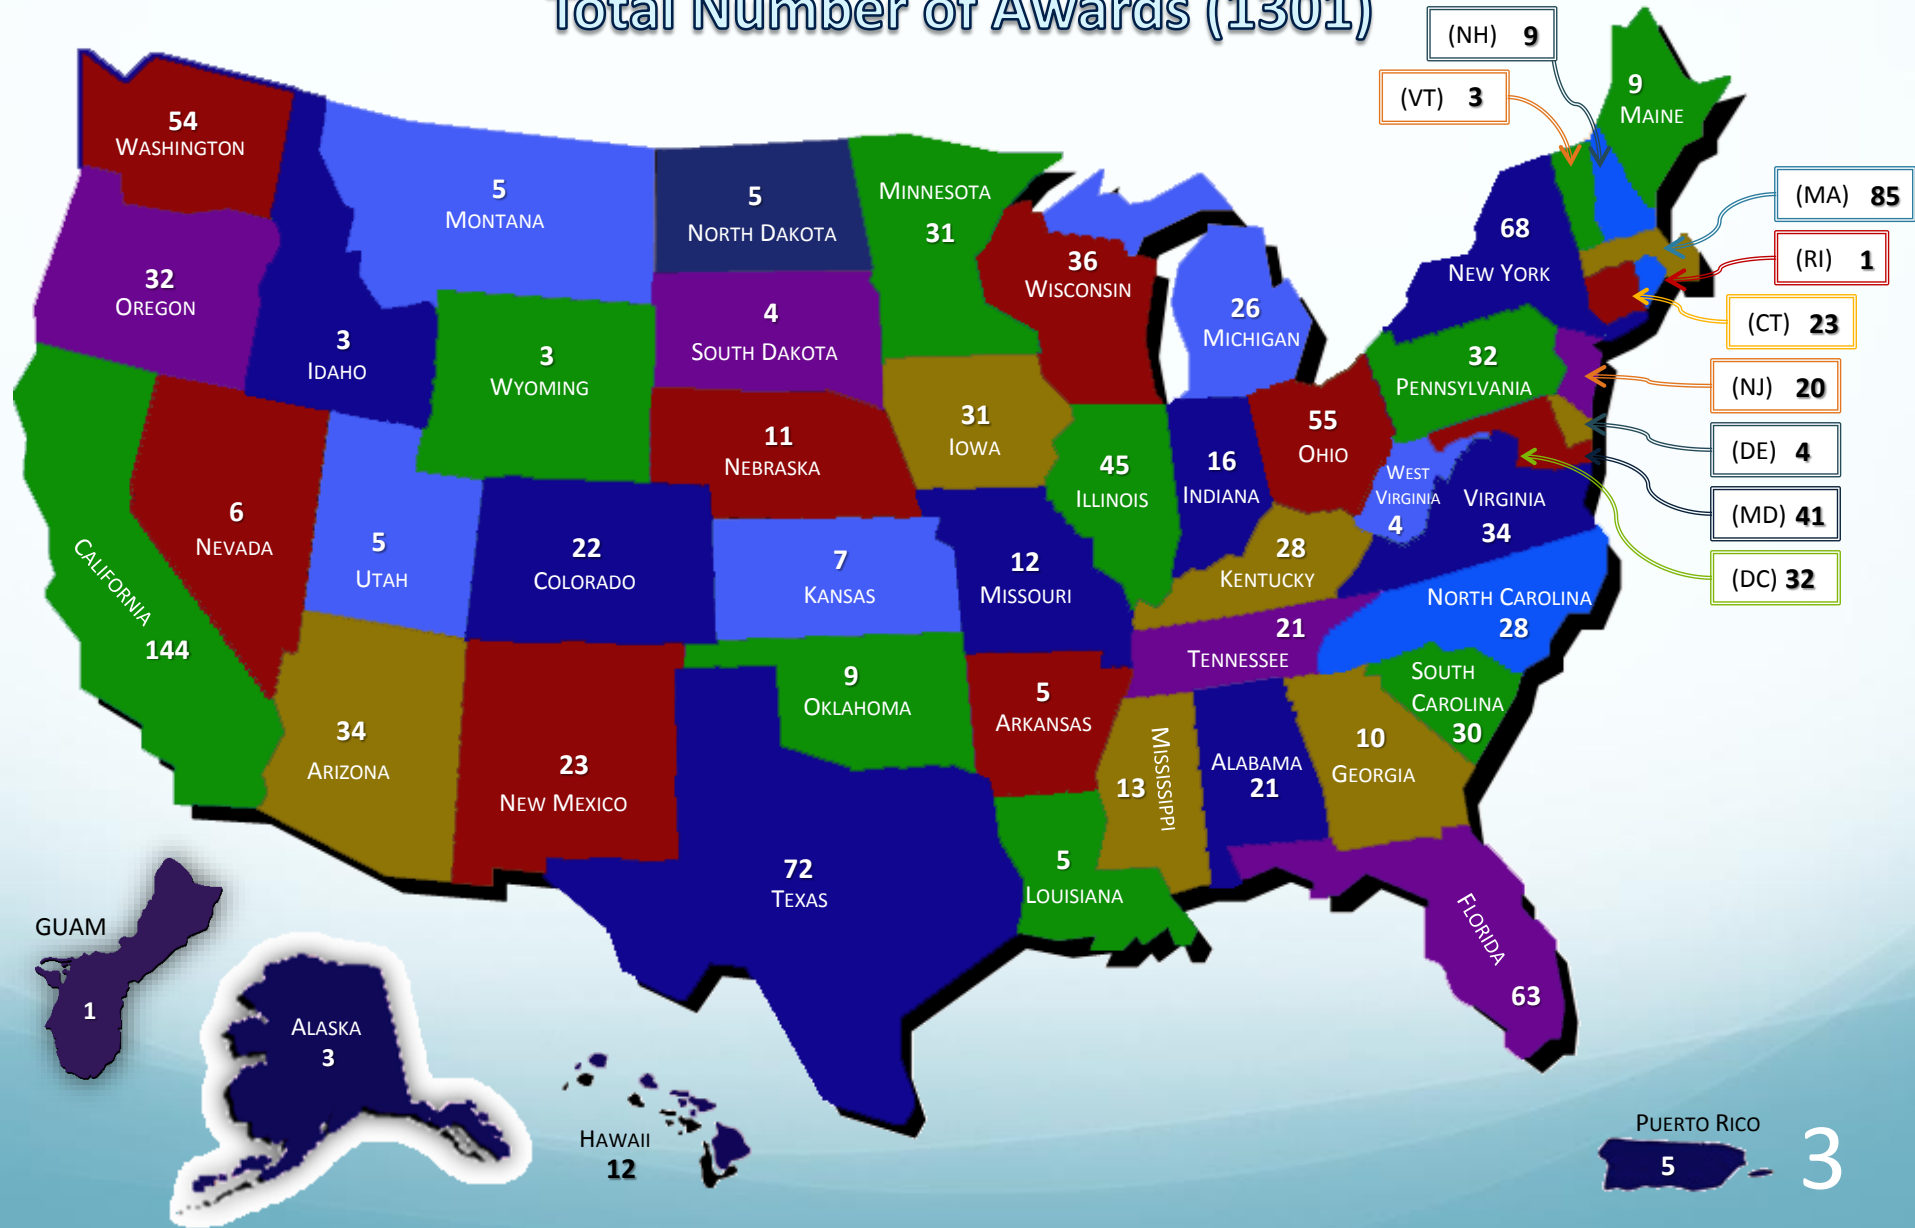 Total Number of Awards (1301)
(NH) 9
(VT) 3
9
MAINE
54
WASHINGTON
5
MONTANA
5
NORTH DAKOTA
MINNESOTA
31
(MA) 85
68
NEW YORK
(RI) 1
36
WISCONSIN
32
OREGON
26
MICHIGAN
(CT) 23
4
SOUTH DAKOTA
3
IDAHO
3
WYOMING
32
PENNSYLVANIA
(NJ) 20
31
IOWA
55
OHIO
11
NEBRASKA
(DE) 4
45
ILLINOIS
16
INDIANA
WEST
VIRGINIA
4
VIRGINIA
34
(MD) 41
6
NEVADA
5
UTAH
22
COLORADO
7
KANSAS
12
MISSOURI
28
KENTUCKY
(DC) 32
CALIFORNIA
144
NORTH CAROLINA
28
21
TENNESSEE
SOUTH
CAROLINA
30
9
OKLAHOMA
5
ARKANSAS
34
ARIZONA
23
NEW MEXICO
13
MISSISSIPPI
ALABAMA
21
10
GEORGIA
72
TEXAS
5
LOUISIANA
FLORIDA
63
GUAM
1
ALASKA
3
HAWAII
12
PUERTO RICO
5
3